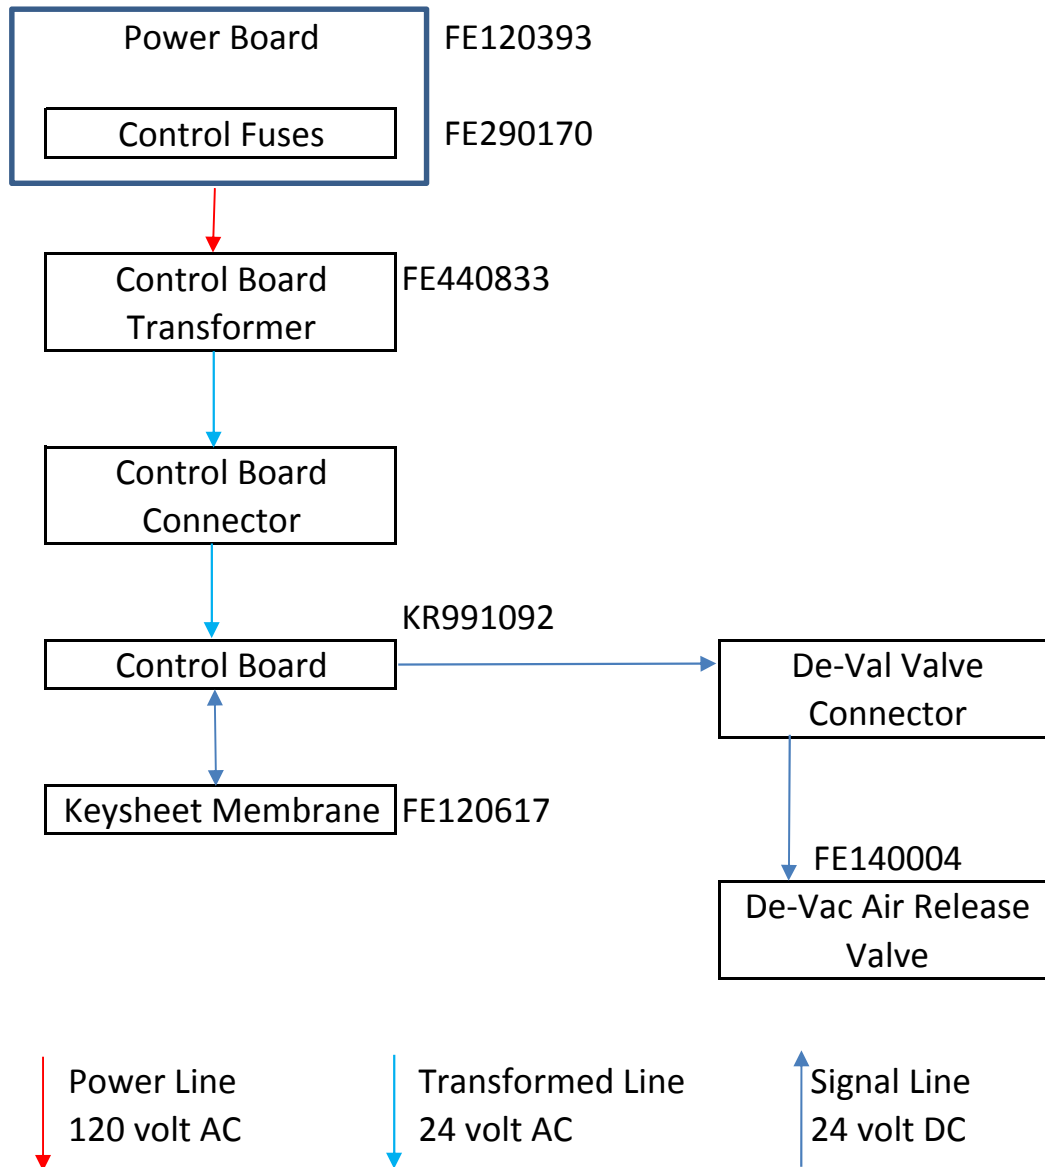 Power Board
FE120393
Control Fuses
FE290170
Control Board
Transformer
FE440833
Control Board
Connector
KR991092
Control Board
De-Val Valve
Connector
Keysheet Membrane
FE120617
FE140004
De-Vac Air Release
Valve
Power Line
120 volt AC
Transformed Line
24 volt AC
Signal Line
24 volt DC